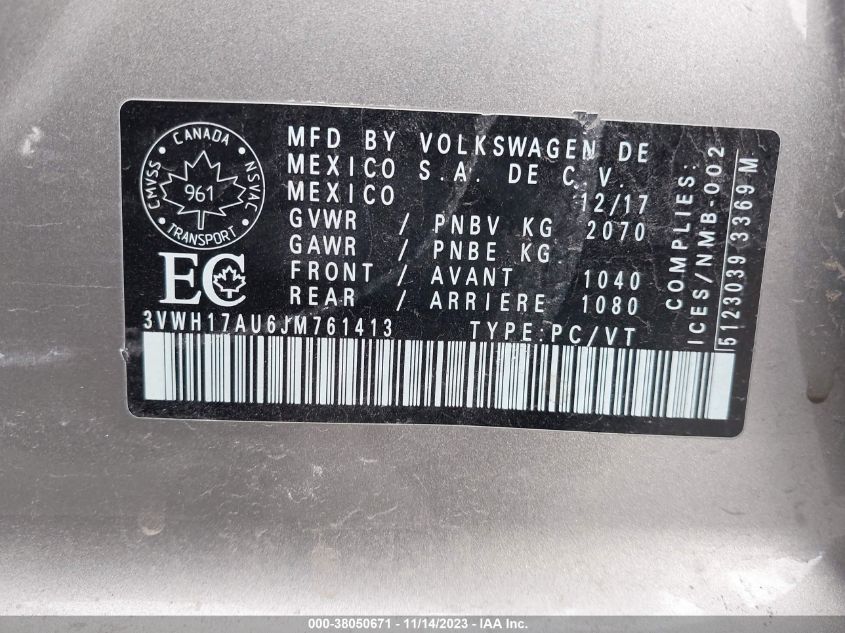 CANADA
CMVSS
NSVAC
961
TRANSPORT
EC
MFD BY VOLKSWAGEN DE
MEXICO S.A. DE C.V.
MEXICO 12/17
GVWR / PNBV KG 2070
GAWR / PNBE KG
FRONT / AVANT 1040
REAR / ARRIERE 1080
3VWH17AU6JM761413 TYPE:PC/VT
COMPLIES:
ICES/NMB-002
5123039 3369 M
000-38050671 - 11/14/2023 - IAA Inc.